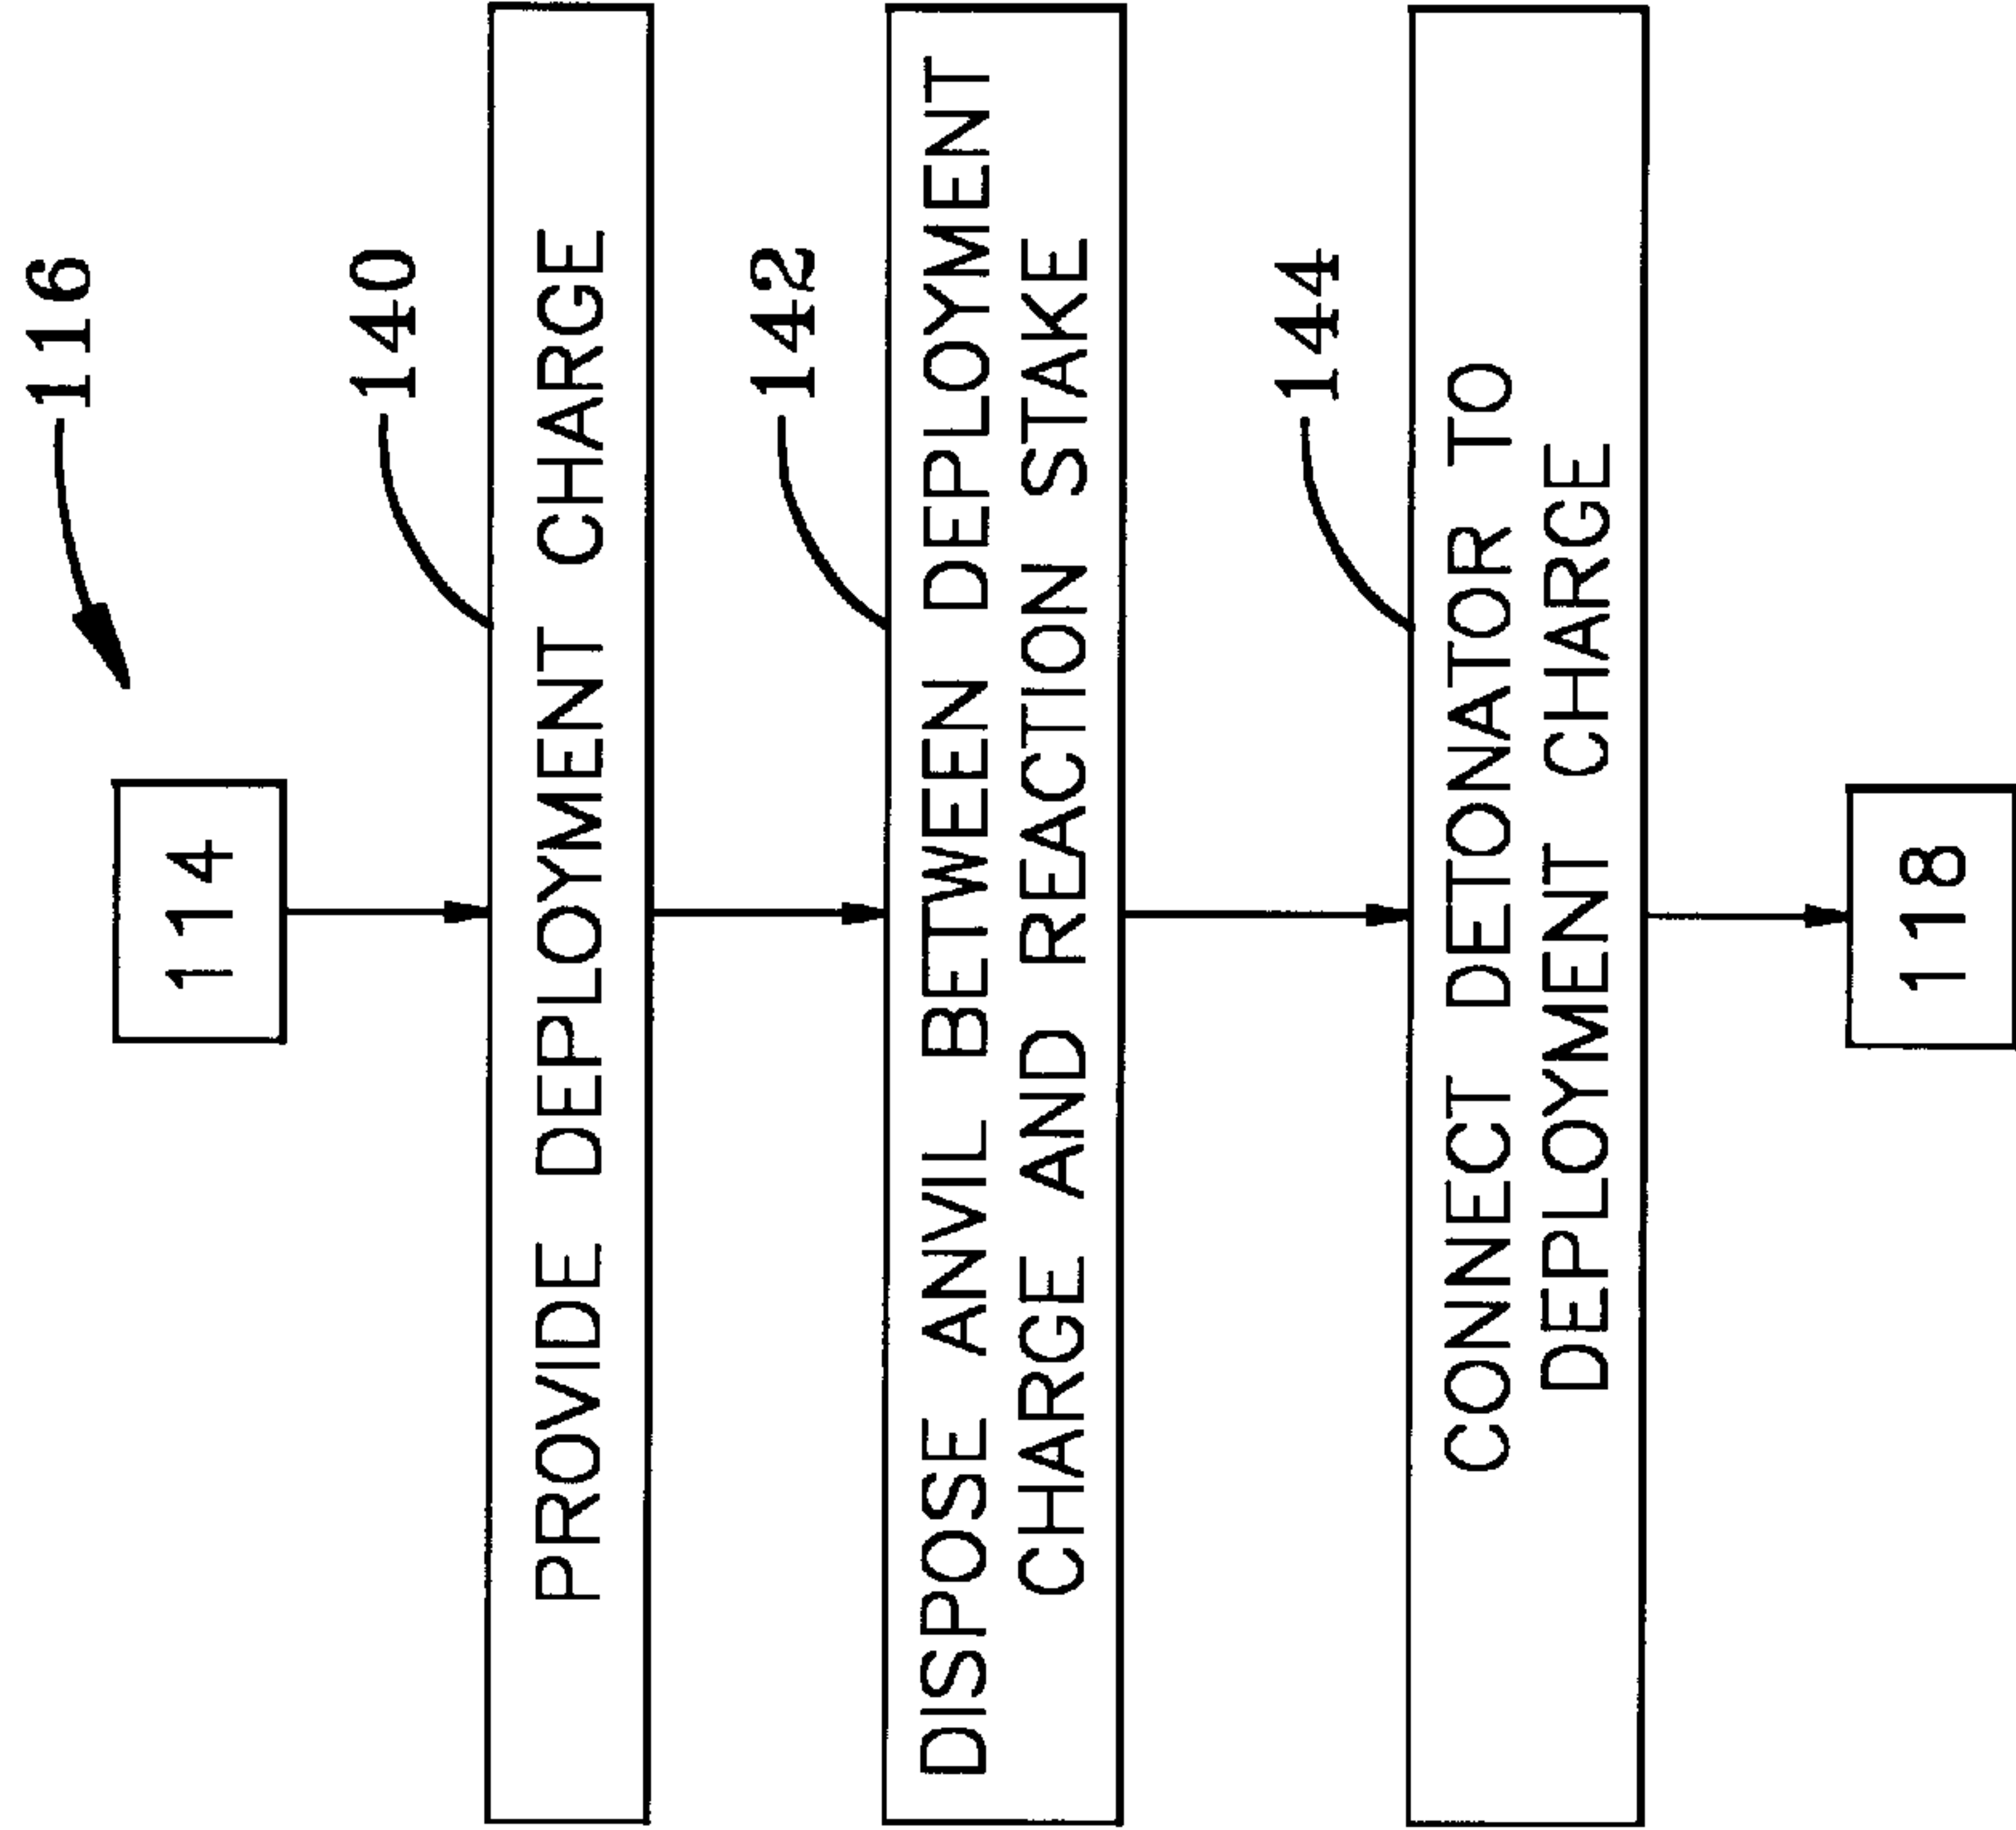 116
114
140
PROVIDE DEPLOYMENT CHARGE
142
DISPOSE ANVIL BETWEEN DEPLOYMENT
CHARGE AND REACTION STAKE
144
CONNECT DETONATOR TO
DEPLOYMENT CHARGE
118